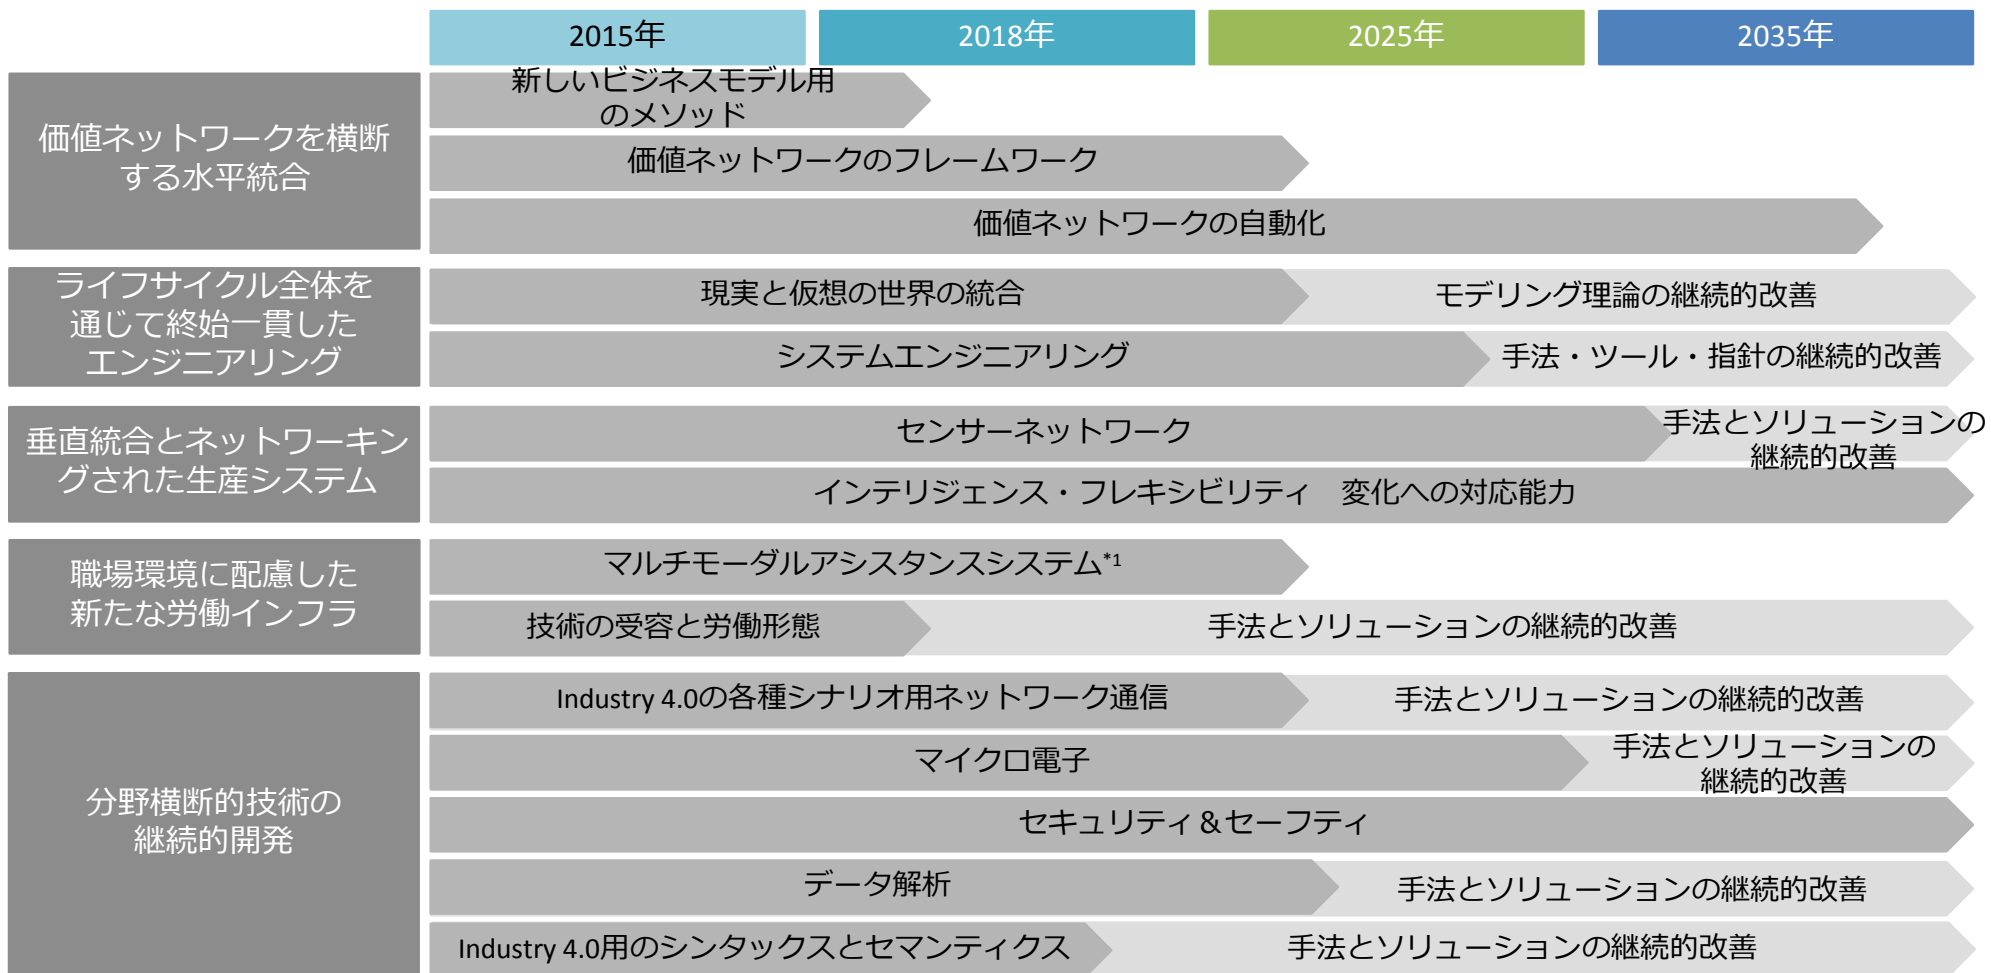 2015年
2018年
2025年
2035年
価値ネットワークを横断
する水平統合
新しいビジネスモデル用
のメソッド
価値ネットワークのフレームワーク
価値ネットワークの自動化
ライフサイクル全体を
通じて終始一貫した
エンジニアリング
現実と仮想の世界の統合
モデリング理論の継続的改善
システムエンジニアリング
手法・ツール・指針の継続的改善
垂直統合とネットワーキン
グされた生産システム
センサーネットワーク
手法とソリューションの
継続的改善
インテリジェンス・フレキシビリティ　変化への対応能力
職場環境に配慮した
新たな労働インフラ
マルチモーダルアシスタンスシステム*1
技術の受容と労働形態
手法とソリューションの継続的改善
分野横断的技術の
継続的開発
Industry 4.0の各種シナリオ用ネットワーク通信
手法とソリューションの継続的改善
マイクロ電子
手法とソリューションの
継続的改善
セキュリティ＆セーフティ
データ解析
手法とソリューションの継続的改善
Industry 4.0用のシンタックスとセマンティクス
手法とソリューションの継続的改善